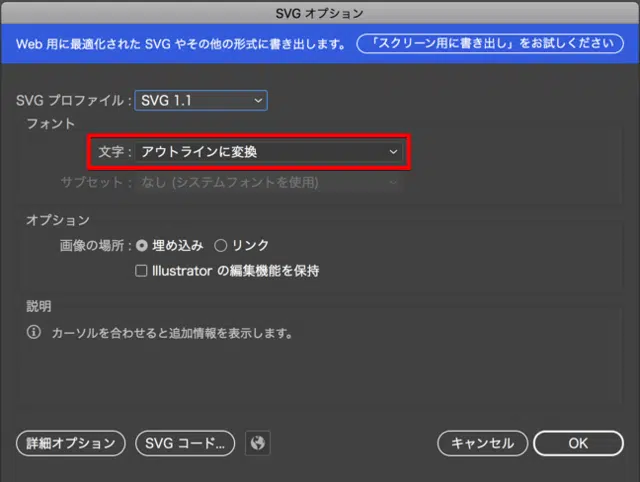 SVG オプション
Web 用に最適化された SVG やその他の形式に書き出します。 「スクリーン用に書き出し」をお試しください
SVG プロファイル : SVG 1.1
フォント
文字 : アウトラインに変換
サブセット : なし (システムフォントを使用)
オプション
画像の場所 : 埋め込み リンク
Illustrator の編集機能を保持
説明
カーソルを合わせると追加情報を表示します。
詳細オプション SVG コード... キャンセル OK